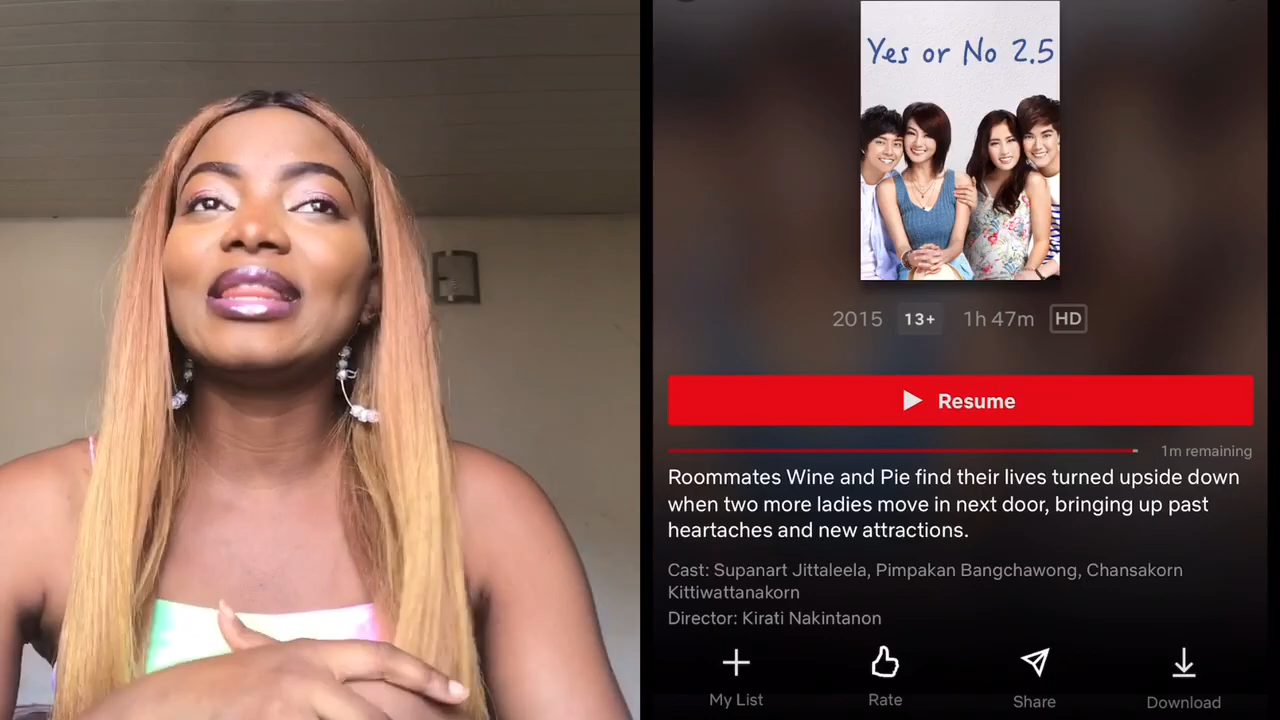 Yes or No 2.5
2015 13+ 1h 47m HD
Resume
1m remaining
Roommates Wine and Pie find their lives turned upside down
when two more ladies move in next door, bringing up past
heartaches and new attractions.
Cast: Supanart Jittaleela, Pimpakan Bangchawong, Chansakorn
Kittiwattanakorn
Director: Kirati Nakintanon
My List Rate Share Download